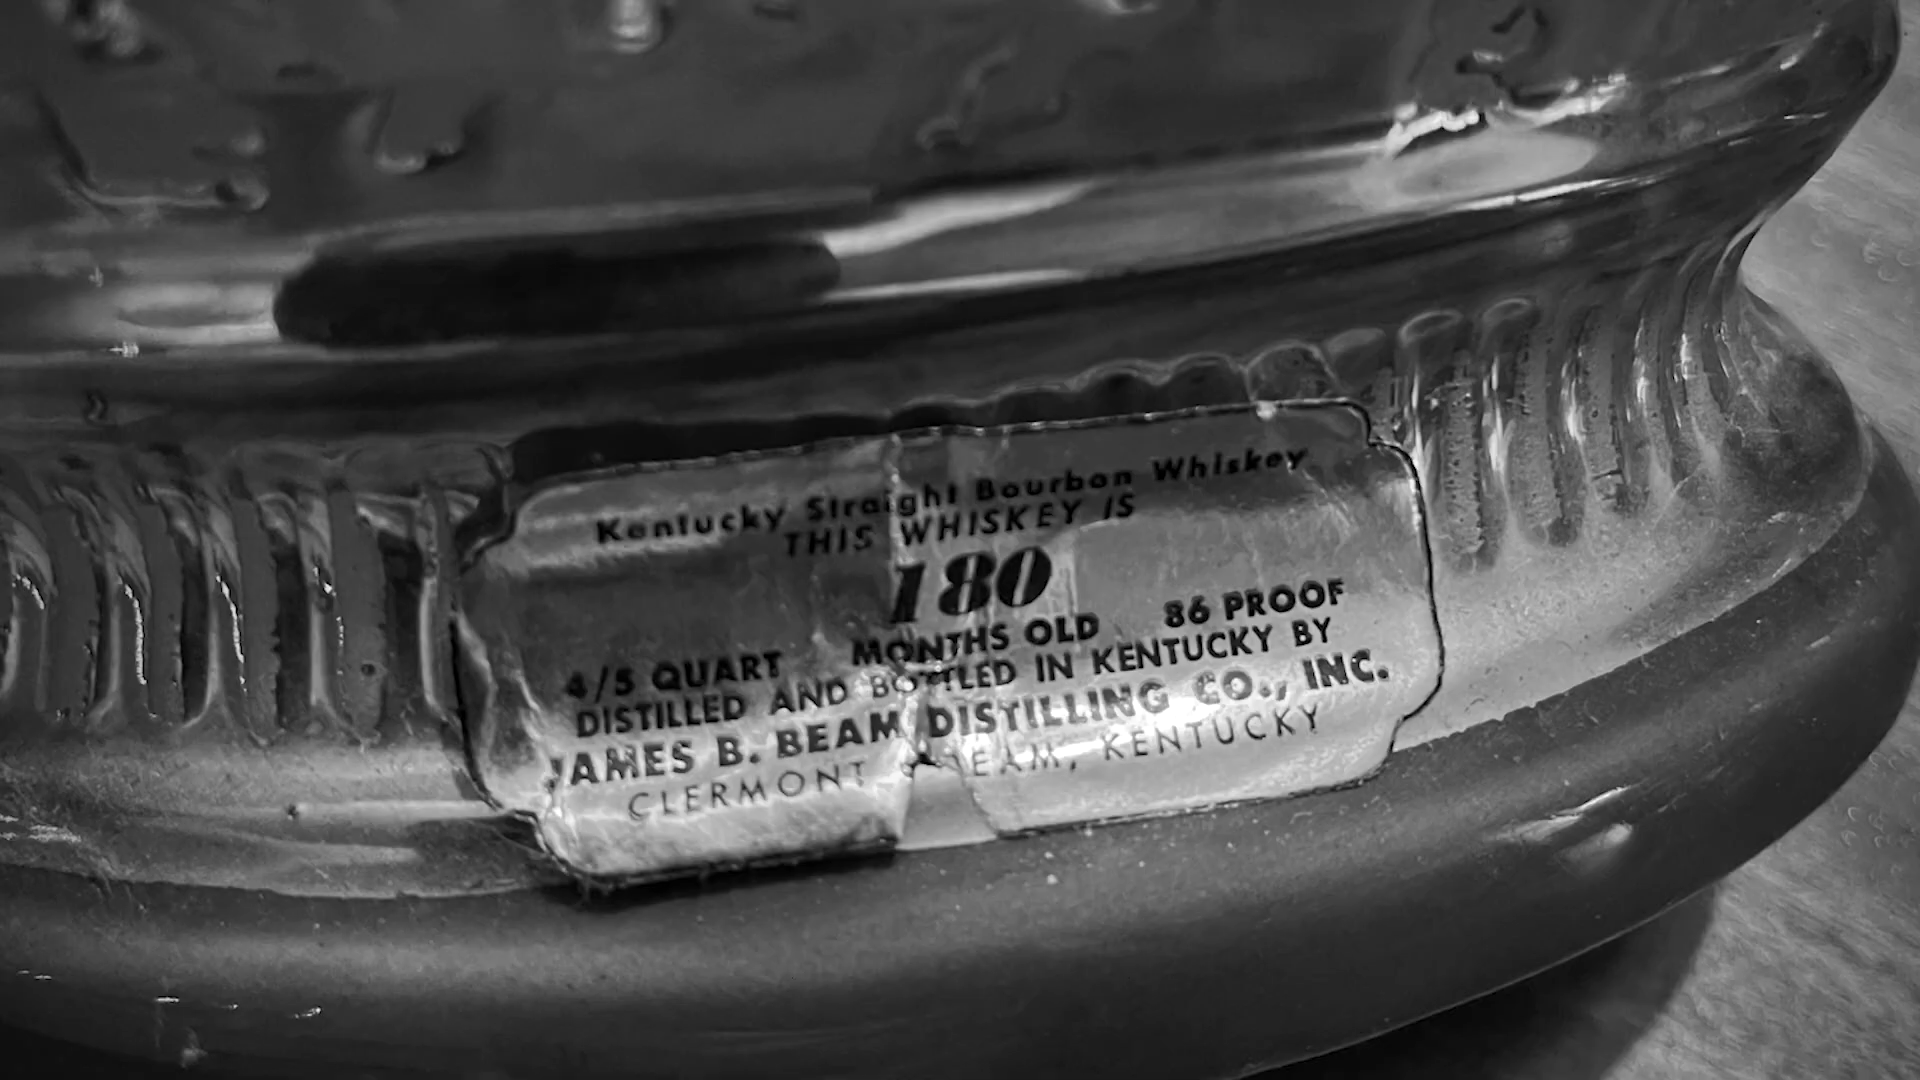 Kentucky Straight Bourbon Whiskey
THIS WHISKEY IS
180
4/5 QUART MONTHS OLD 86 PROOF
DISTILLED AND BOTTLED IN KENTUCKY BY
JAMES B. BEAM DISTILLING CO., INC.
CLERMONT BEAM, KENTUCKY